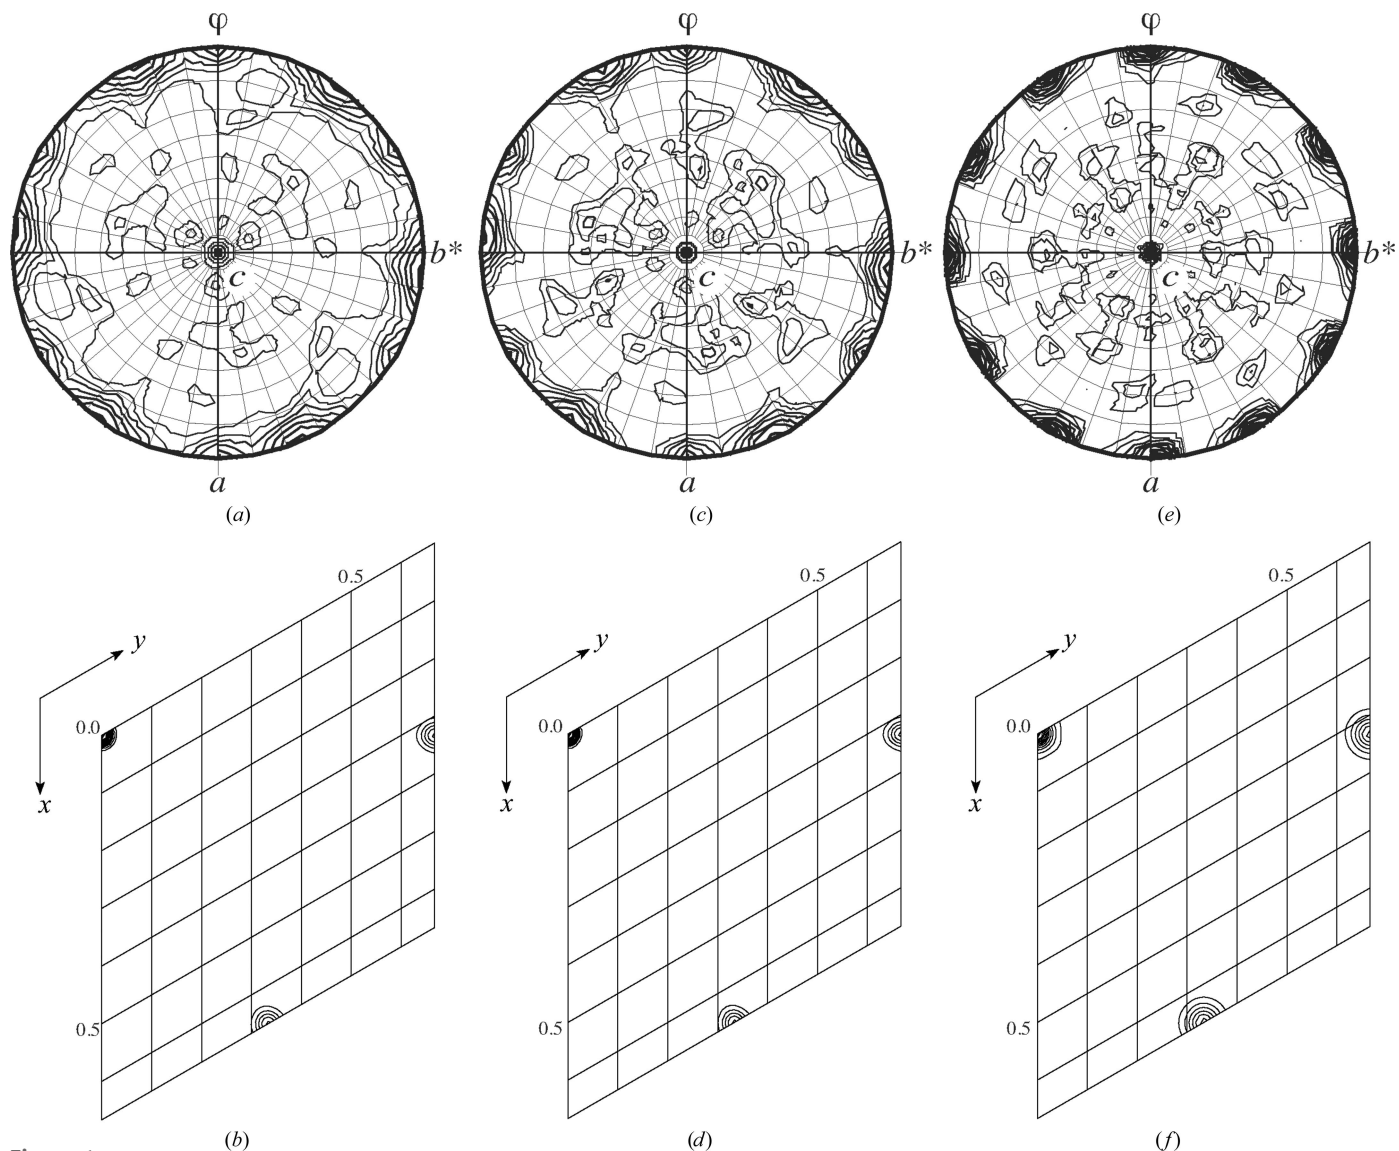 φ φ φ
b* b* b*
c c c
a a a
(a) (c) (e)
0.5 0.5 0.5
y y y
0.0 0.0 0.0
x x x
0.5 0.5 0.5
(b) (d) (f)